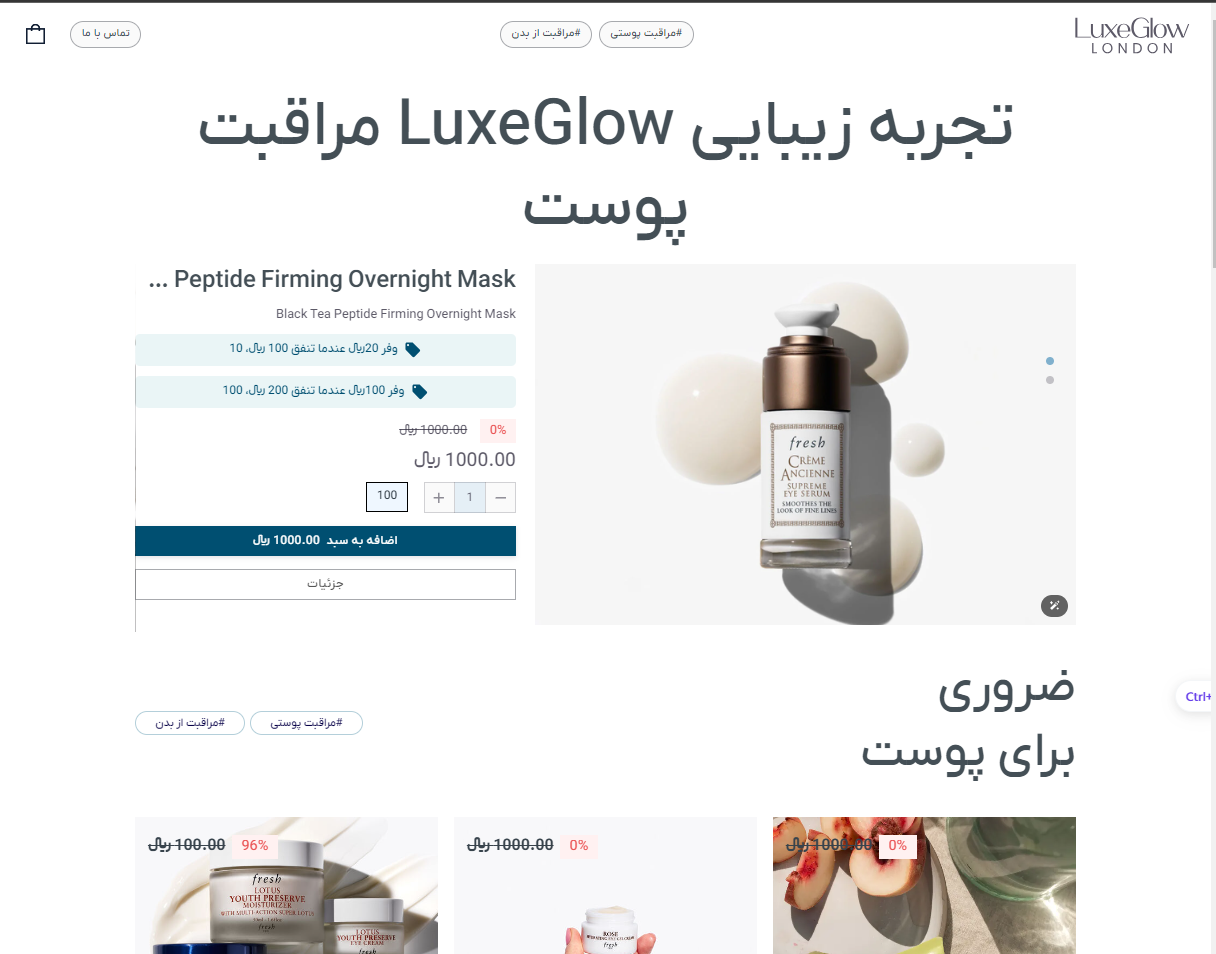 LuxeGlow
LONDON
#مراقبت پوستی
#مراقبت از بدن
تماس با ما
تجربه زیبایی LuxeGlow مراقبت
پوست
Peptide Firming Overnight Mask ...
Black Tea Peptide Firming Overnight Mask
وفر 20﷼ عندما تنفق 100 ﷼، 10
وفر 100﷼ عندما تنفق 200 ﷼، 100
0%
1000.00 ﷼
1000.00 ﷼
1
100
اضافه به سبد 1000.00 ﷼
جزئیات
fresh
CRÈME
ANCIENNE
SUPREME
EYE SERUM
SMOOTHES THE
LOOK OF FINE LINES
Ctrl+
ضروری
برای پوست
#مراقبت پوستی
#مراقبت از بدن
0%
1000.00 ﷼
0%
1000.00 ﷼
ROSE
fresh
96%
100.00 ﷼
fresh
LOTUS
YOUTH PRESERVE
MOISTURIZER
WITH MULTI-ACTION SUPER LOTUS
fresh
LOTUS
YOUTH PRESERVE
EYE CREAM
fresh